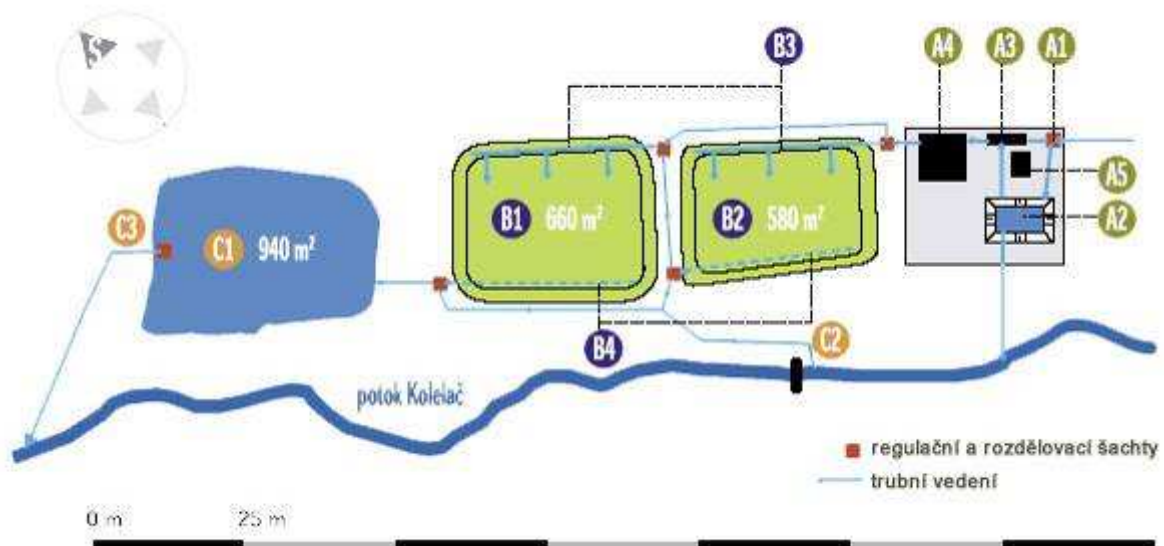 S
B3
A4
A3
A1
B1 660 m²
B2 580 m²
A5
A2
C3
C1 940 m²
B4
C2
potok Kolelač
regulační a rozdělovací šachty
trubní vedení
0 m 25 m